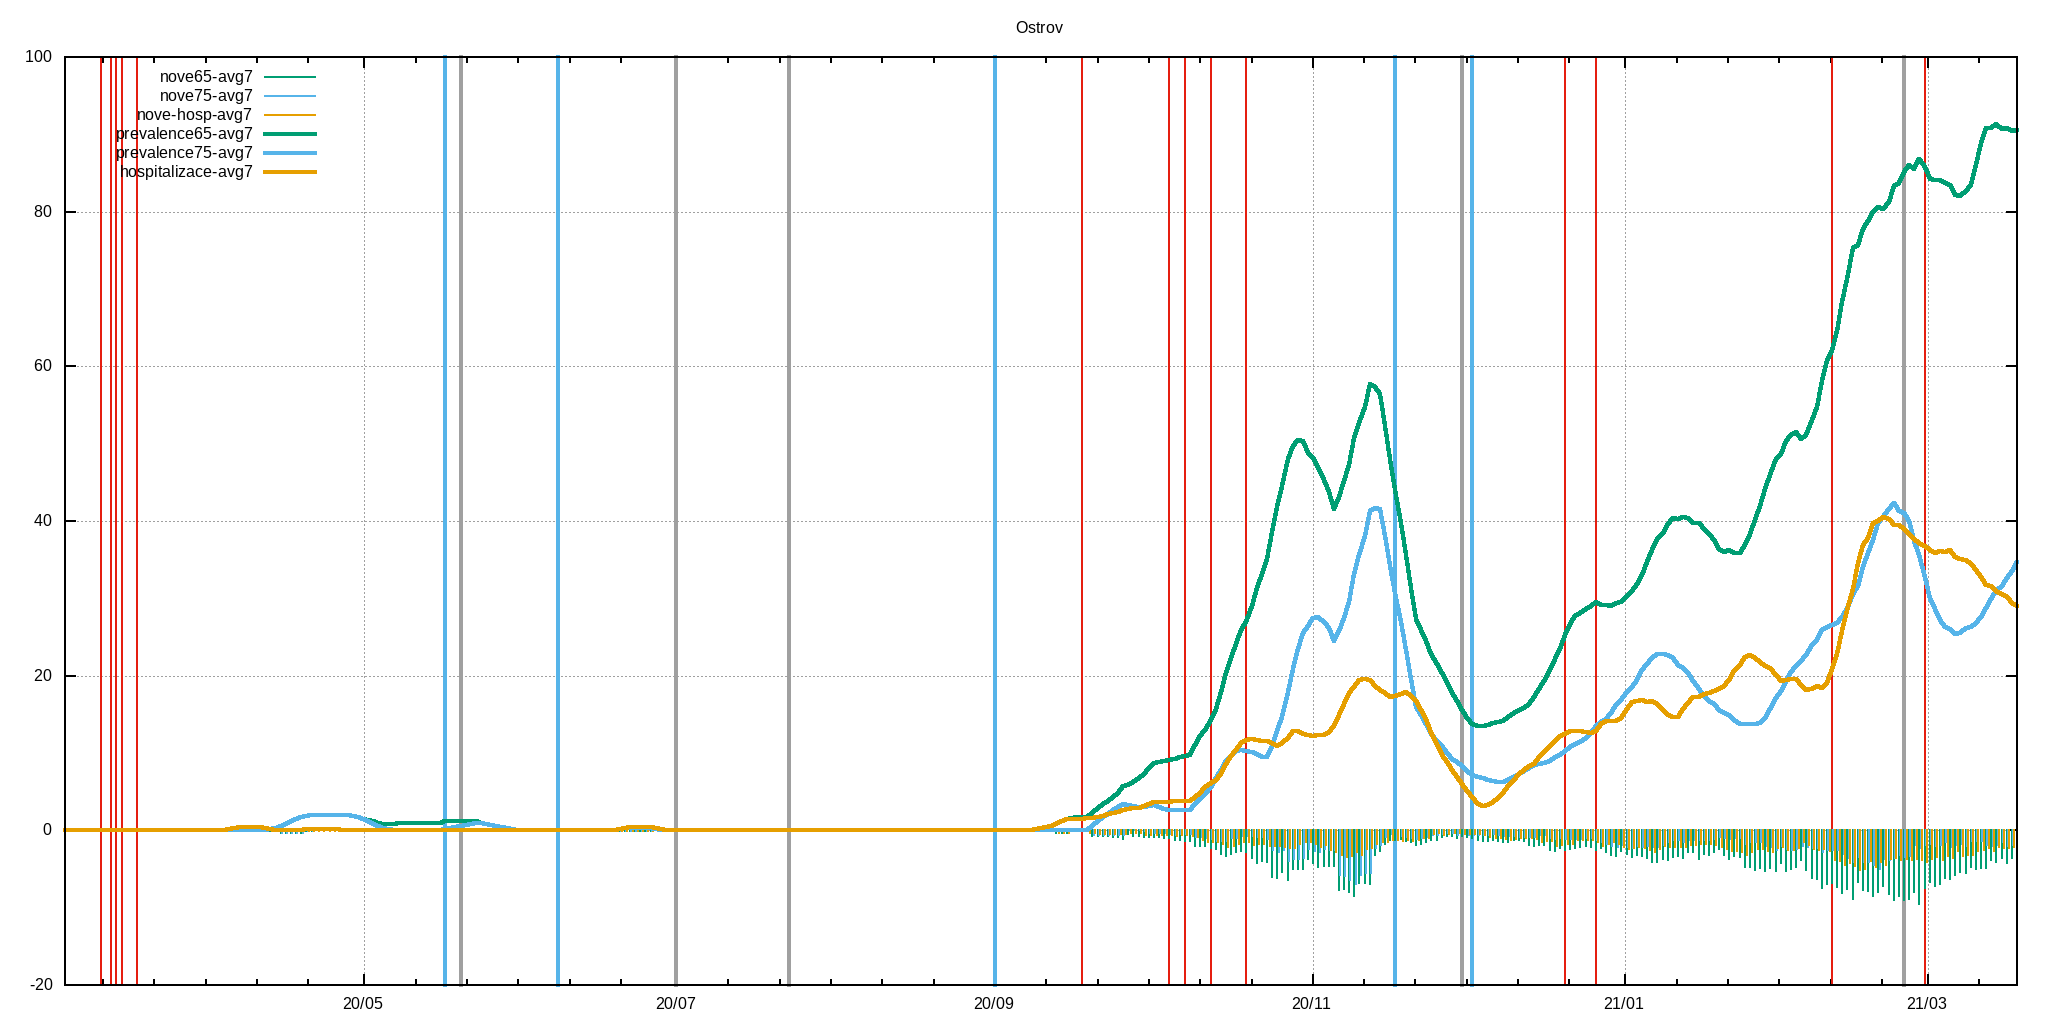 Ostrov
100
nove65-avg7
nove75-avg7
nove-hosp-avg7
prevalence65-avg7
prevalence75-avg7
hospitalizace-avg7
80
60
40
20
0
-20
20/05 20/07 20/09 20/11 21/01 21/03